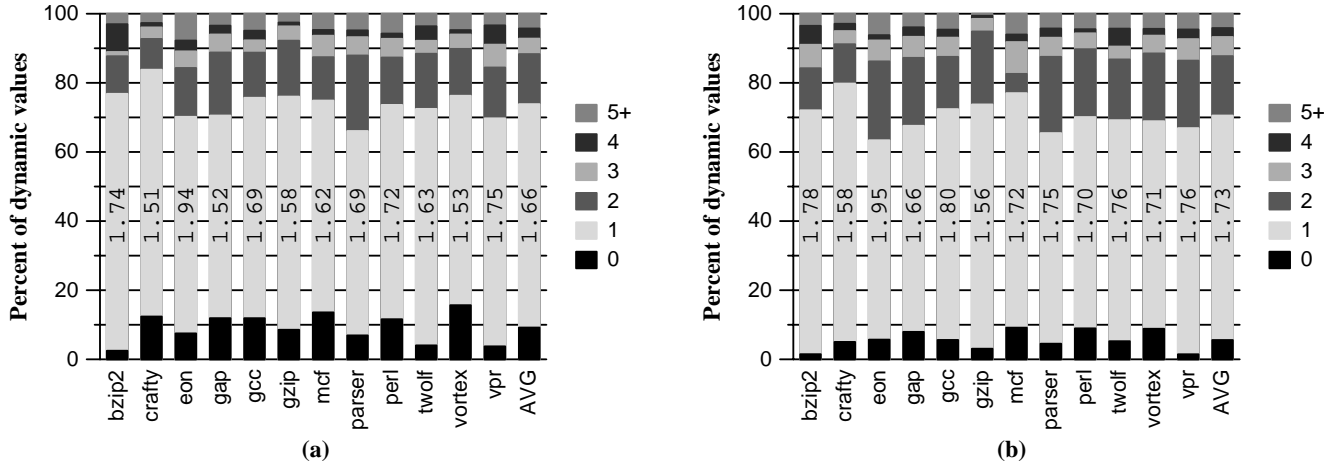 Percent of dynamic values
100
80
60
40
20
0
1.74
1.51
1.94
1.52
1.69
1.58
1.62
1.69
1.72
1.63
1.53
1.75
1.66
bzip2
crafty
eon
gap
gcc
gzip
mcf
parser
perl
twolf
vortex
vpr
AVG
5+
4
3
2
1
0
(a)
Percent of dynamic values
100
80
60
40
20
0
1.78
1.58
1.95
1.66
1.80
1.56
1.72
1.75
1.70
1.76
1.71
1.76
1.73
bzip2
crafty
eon
gap
gcc
gzip
mcf
parser
perl
twolf
vortex
vpr
AVG
5+
4
3
2
1
0
(b)